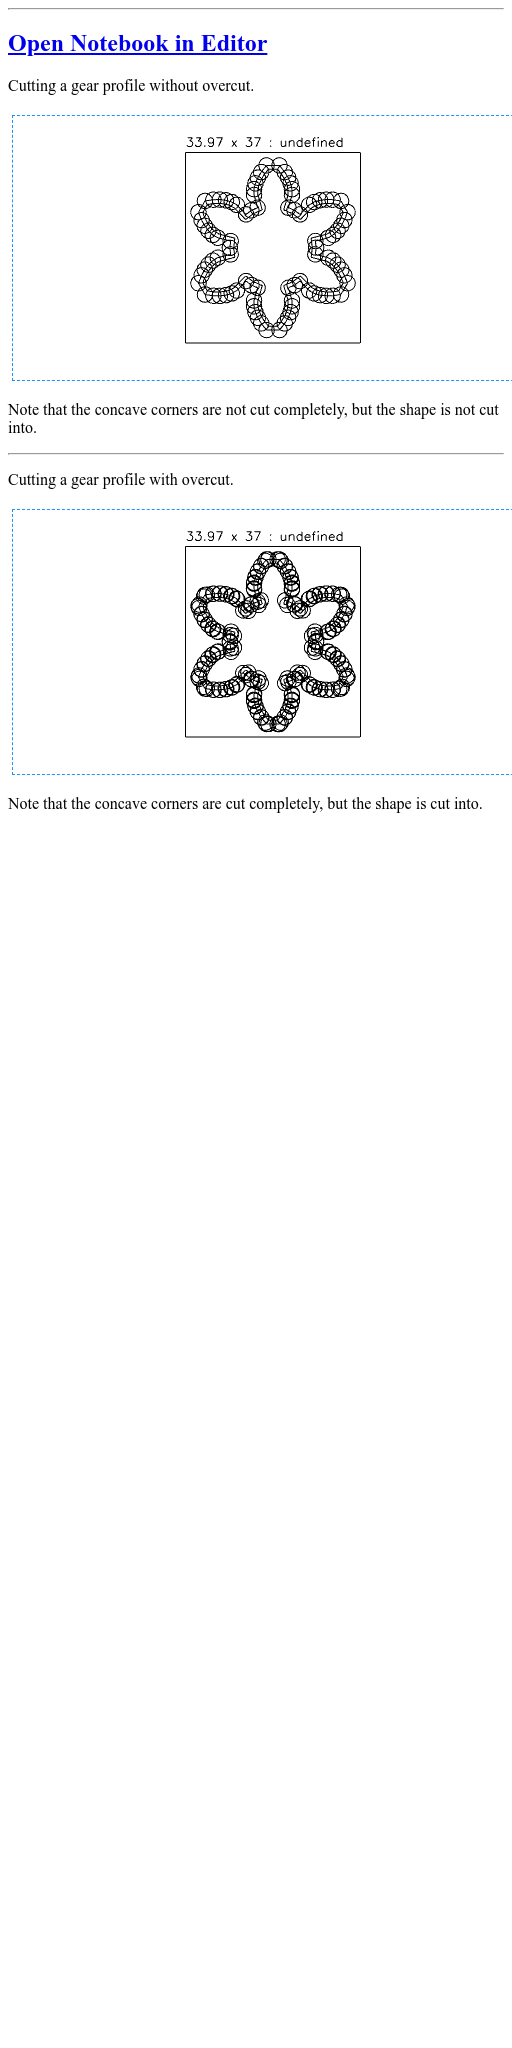 Open Notebook in Editor
Cutting a gear profile without overcut.
33.97 x 37 : undefined
Note that the concave corners are not cut completely, but the shape is not cut
into.
Cutting a gear profile with overcut.
33.97 x 37 : undefined
Note that the concave corners are cut completely, but the shape is cut into.